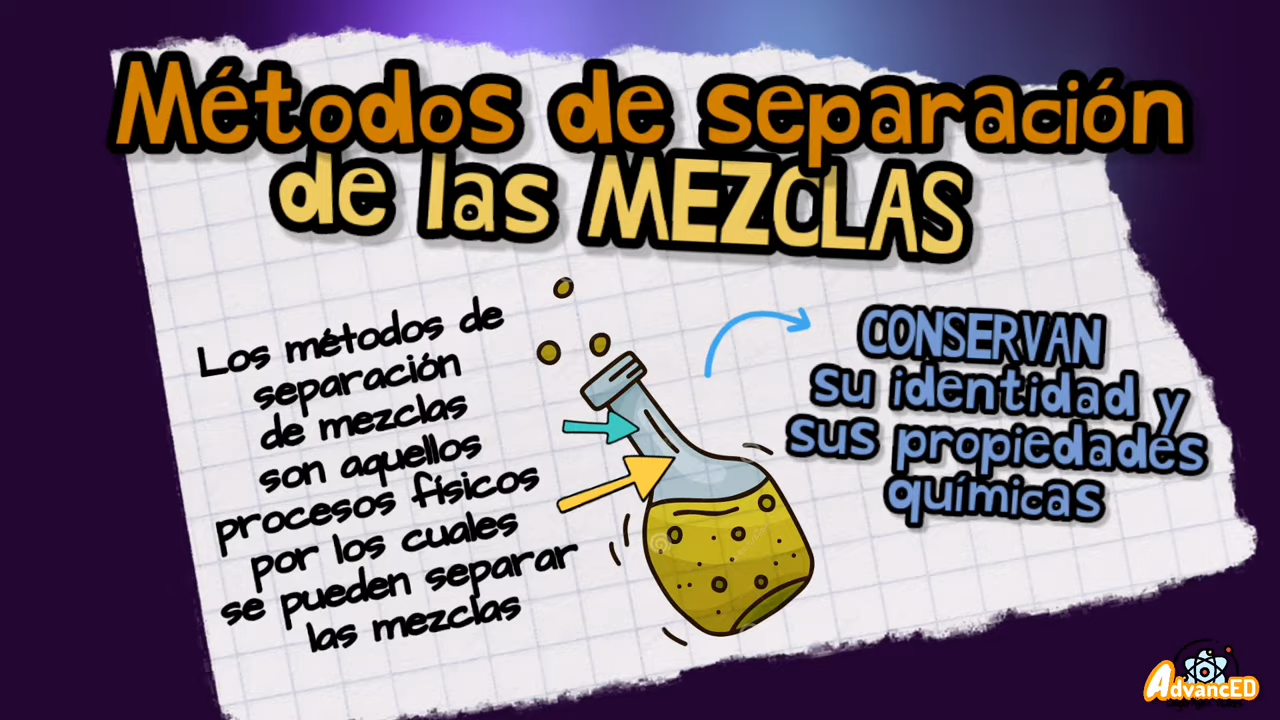 Métodos de separación
de las MEZCLAS
Los métodos de
separación
de mezclas
son aquellos
procesos físicos
por los cuales
se pueden separar
las mezclas
CONSERVAN
su identidad y
sus propiedades
químicas
AdvancED